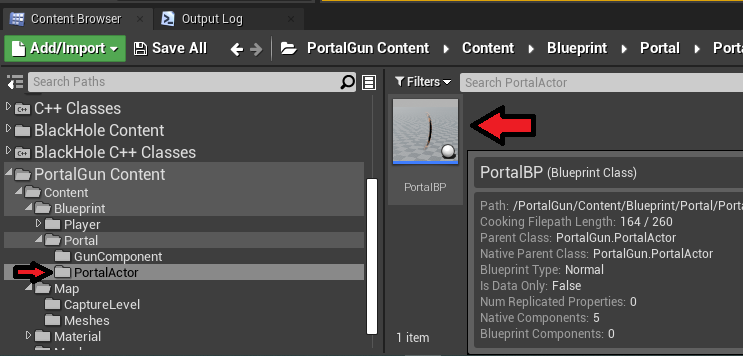 Content Browser
Output Log
Add/Import
Save All
PortalGun Content
Content
Blueprint
Portal
Search Paths
Filters
Search PortalActor
C++ Classes
BlackHole Content
BlackHole C++ Classes
PortalGun Content
Content
Blueprint
Player
Portal
GunComponent
PortalActor
Map
CaptureLevel
Meshes
Material
PortalBP
PortalBP (Blueprint Class)
Path: /PortalGun/Content/Blueprint/Portal/
Cooking Filepath Length: 164 / 260
Parent Class: PortalGun.PortalActor
Native Parent Class: PortalGun.PortalActor
Blueprint Type: Normal
Is Data Only: False
Num Replicated Properties: 0
Native Components: 5
Blueprint Components: 0
1 item